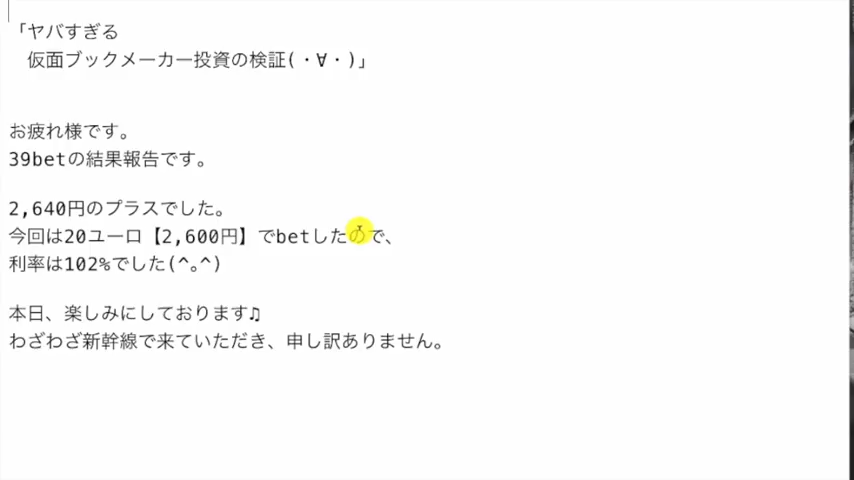 「ヤバすぎる
仮面ブックメーカー投資の検証(・∀・)」
お疲れ様です。
39betの結果報告です。
2,640円のプラスでした。
今回は20ユーロ【2,600円】でbetしたので、
利率は102%でした(^｡^)
本日、楽しみにしております♫
わざわざ新幹線で来ていただき、申し訳ありません。